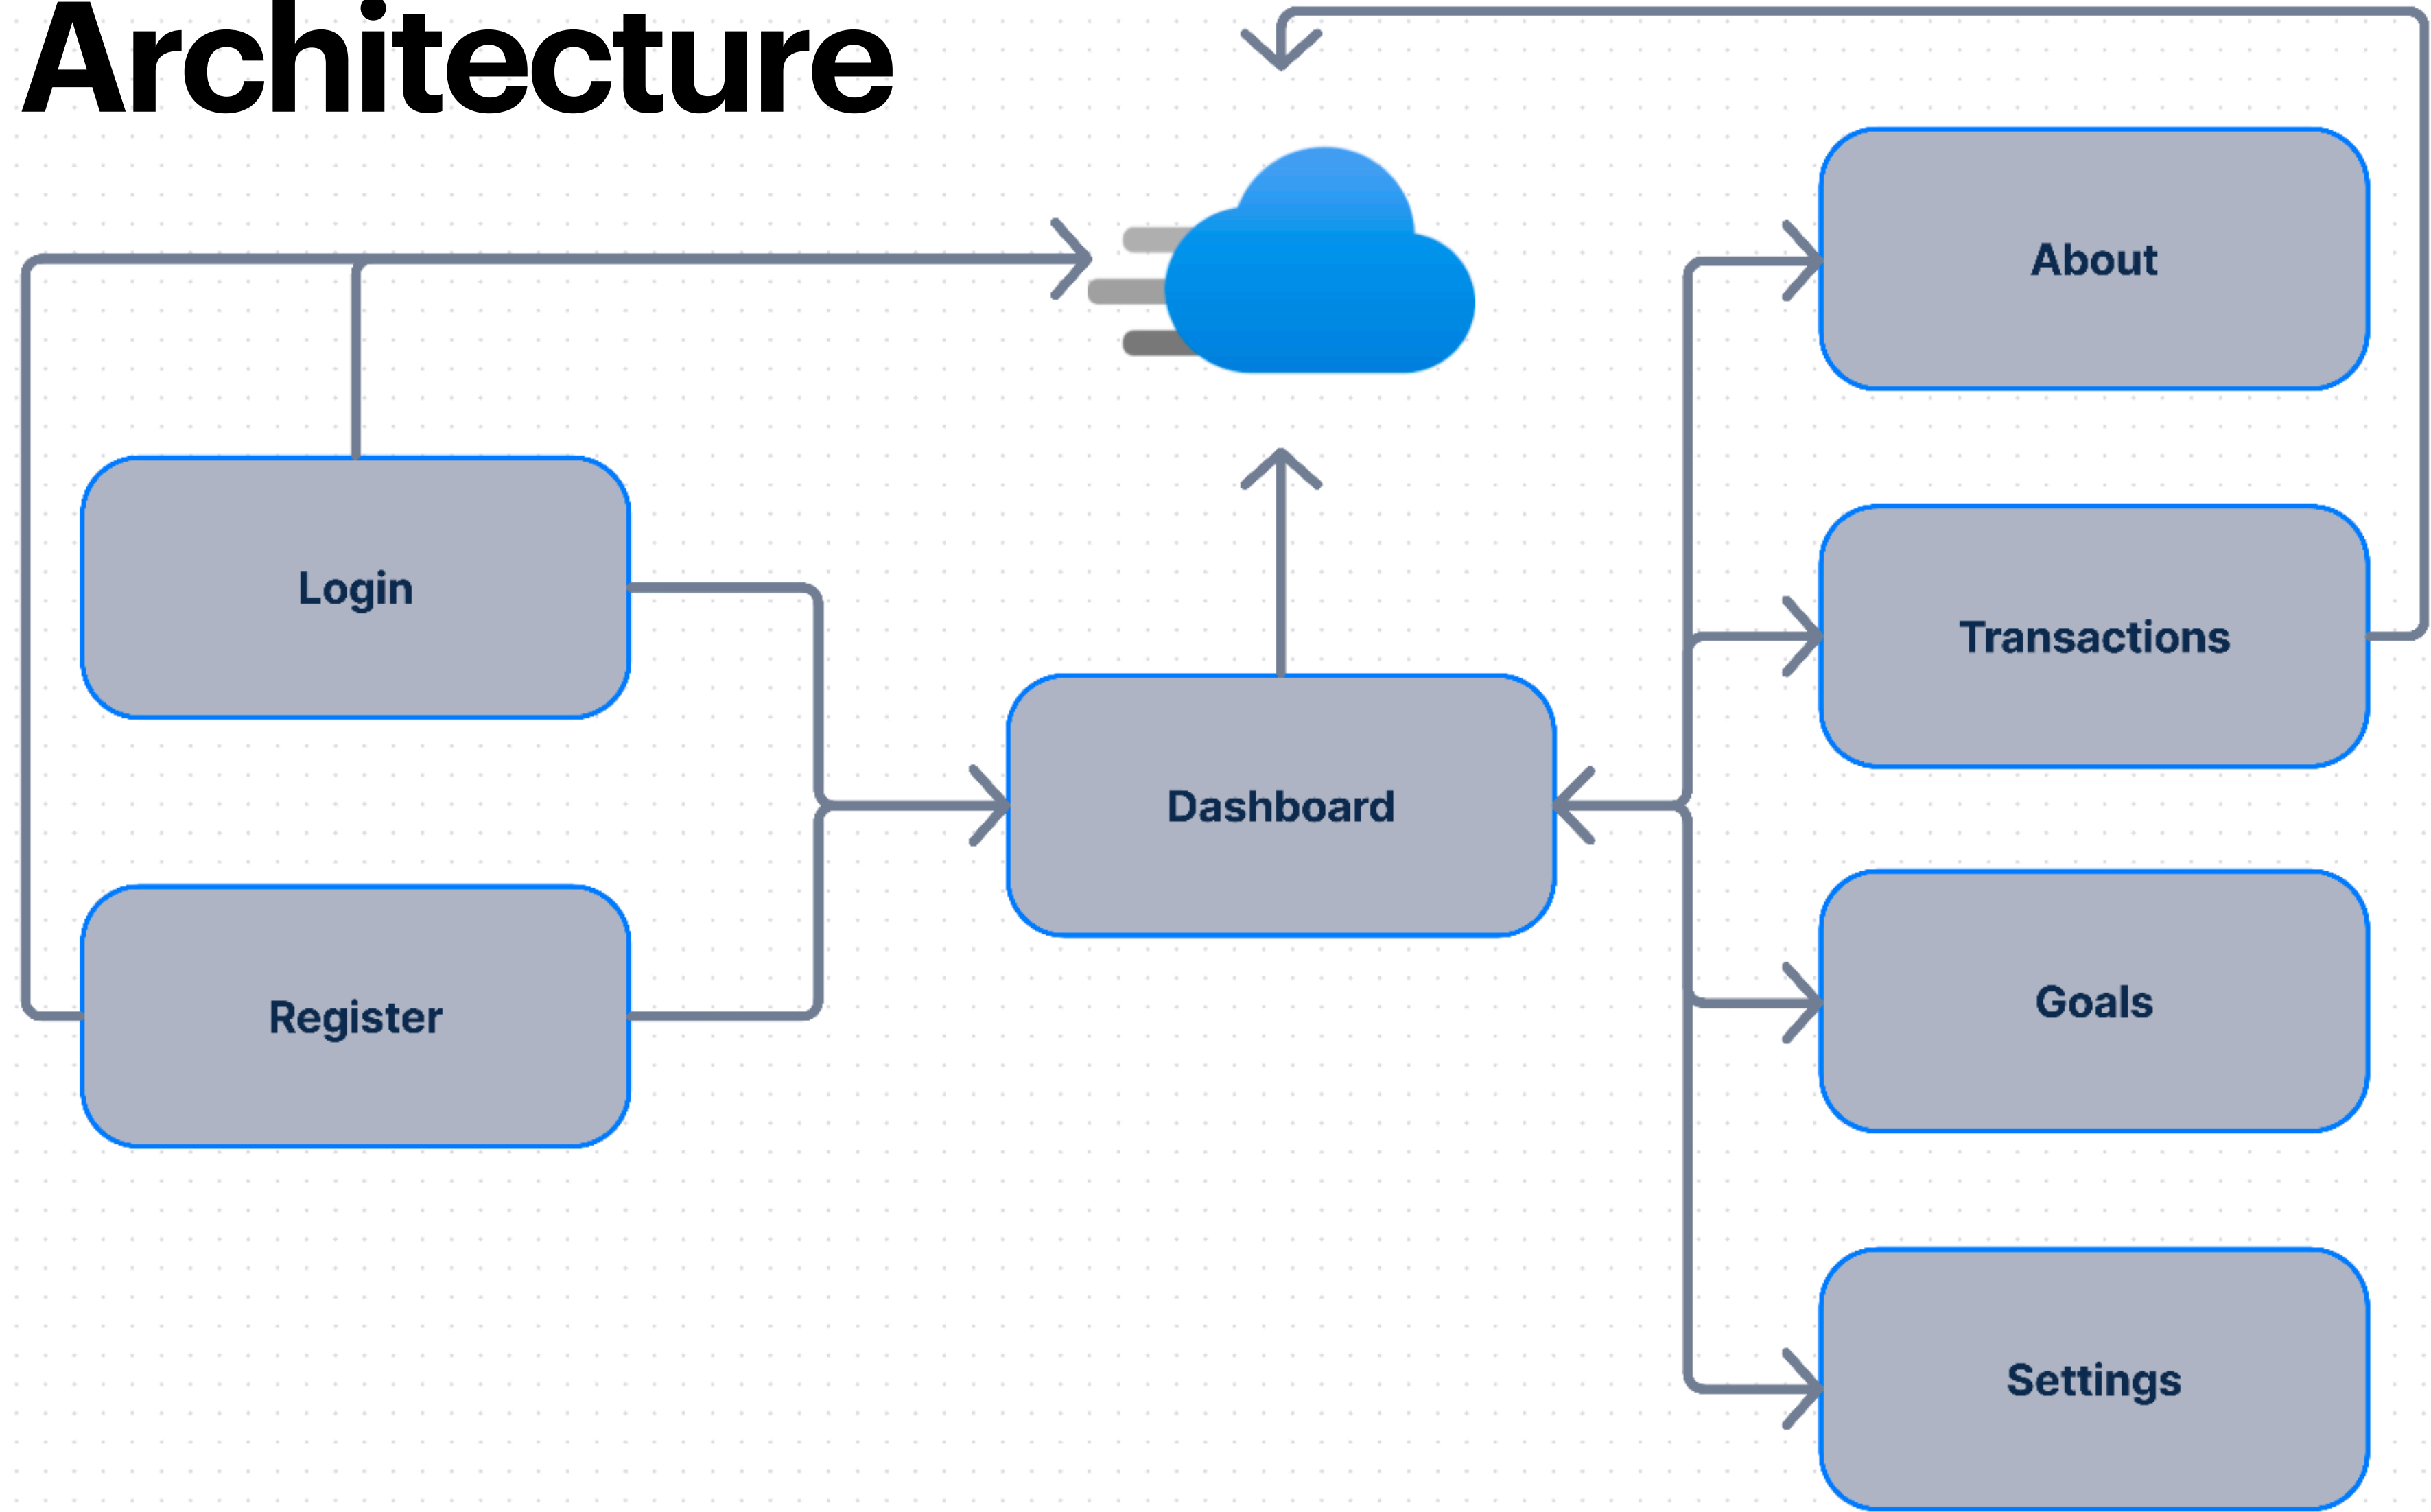 Architecture
About
Login
Transactions
Dashboard
Register
Goals
Settings